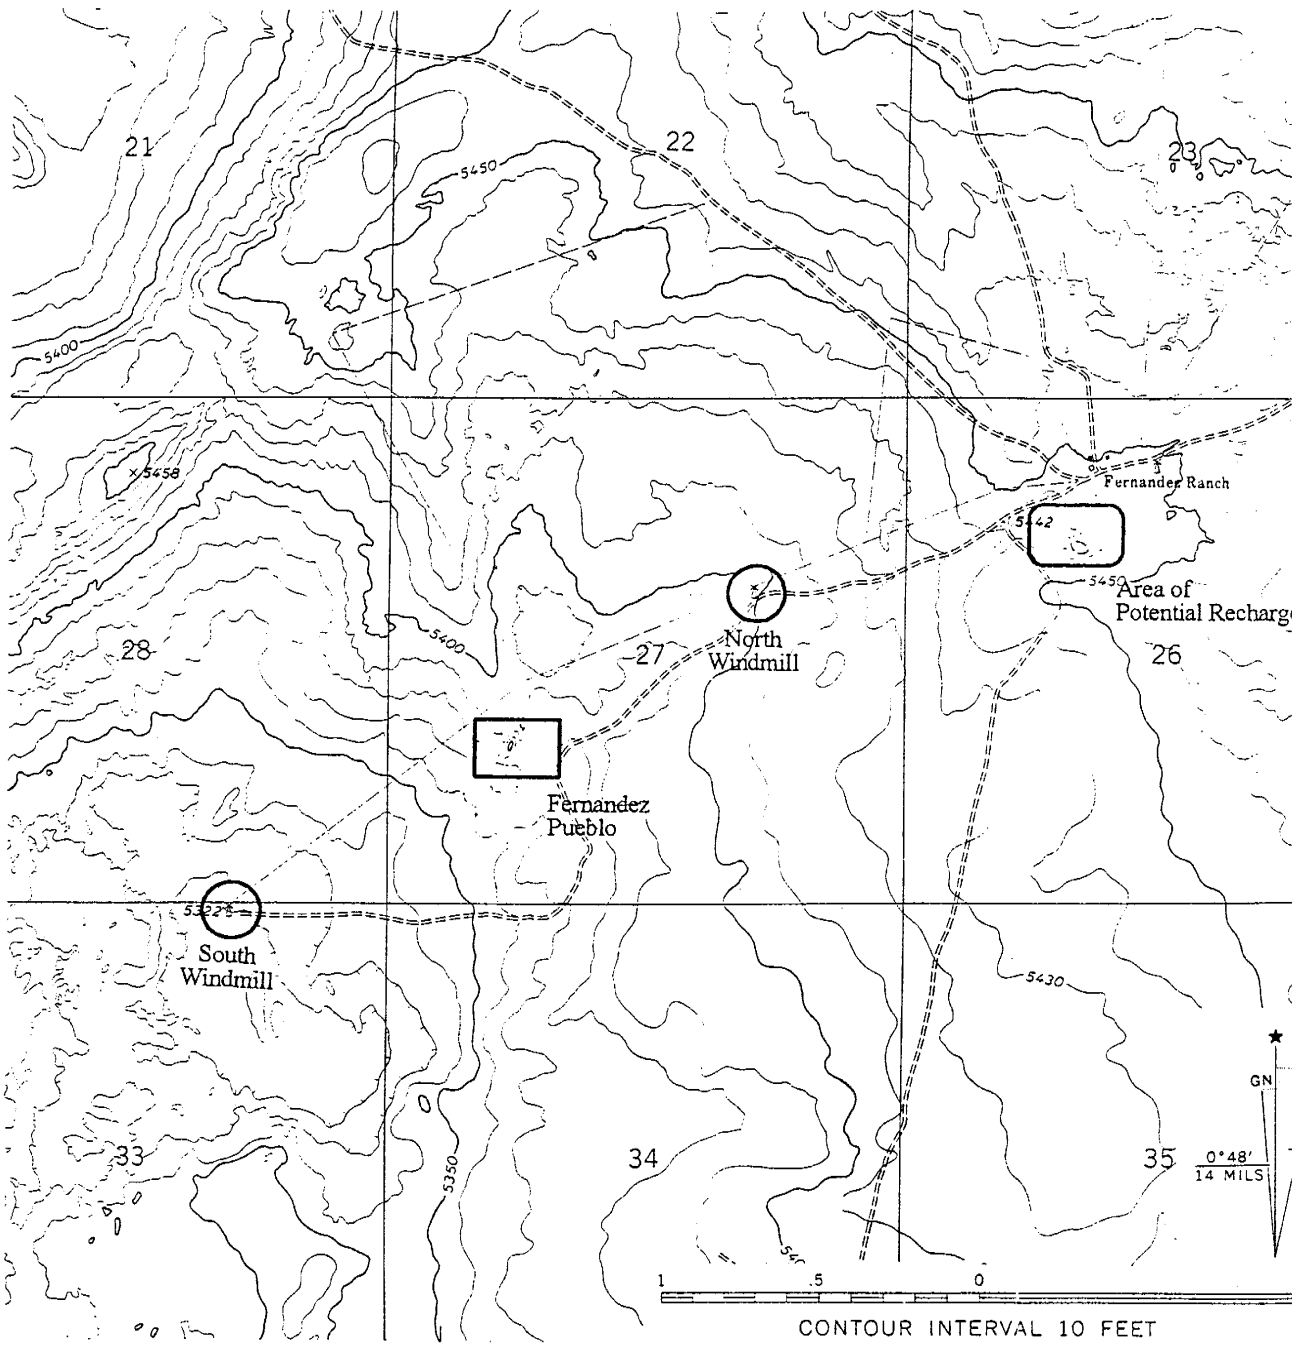 21
22
23
5450
5400
×5458
Fernandez Ranch
5442
5450
Area of
Potential Recharge
28
5400
27
North
Windmill
26
Fernandez
Pueblo
5322
South
Windmill
5430
GN
33
5350
34
35
0°48'
14 MILS
1 .5 0
CONTOUR INTERVAL 10 FEET